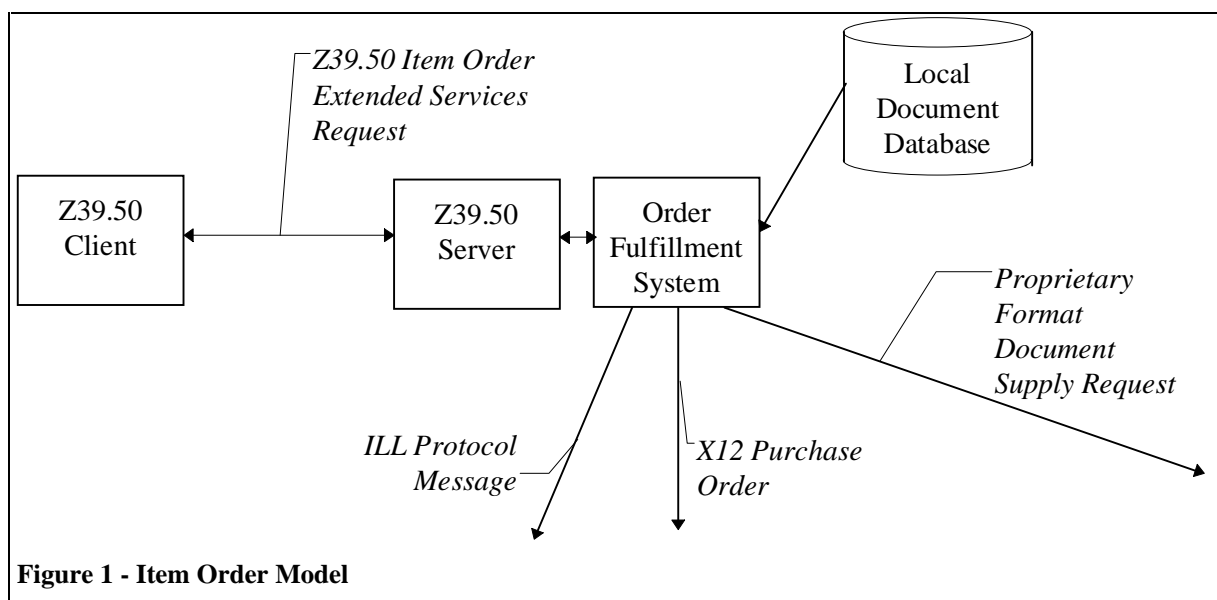 Z39.50 Item Order
Extended Services
Request
Local
Document
Database
Z39.50
Client
Z39.50
Server
Order
Fulfillment
System
Proprietary
Format
Document
Supply Request
ILL Protocol
Message
X12 Purchase
Order
Figure 1 - Item Order Model